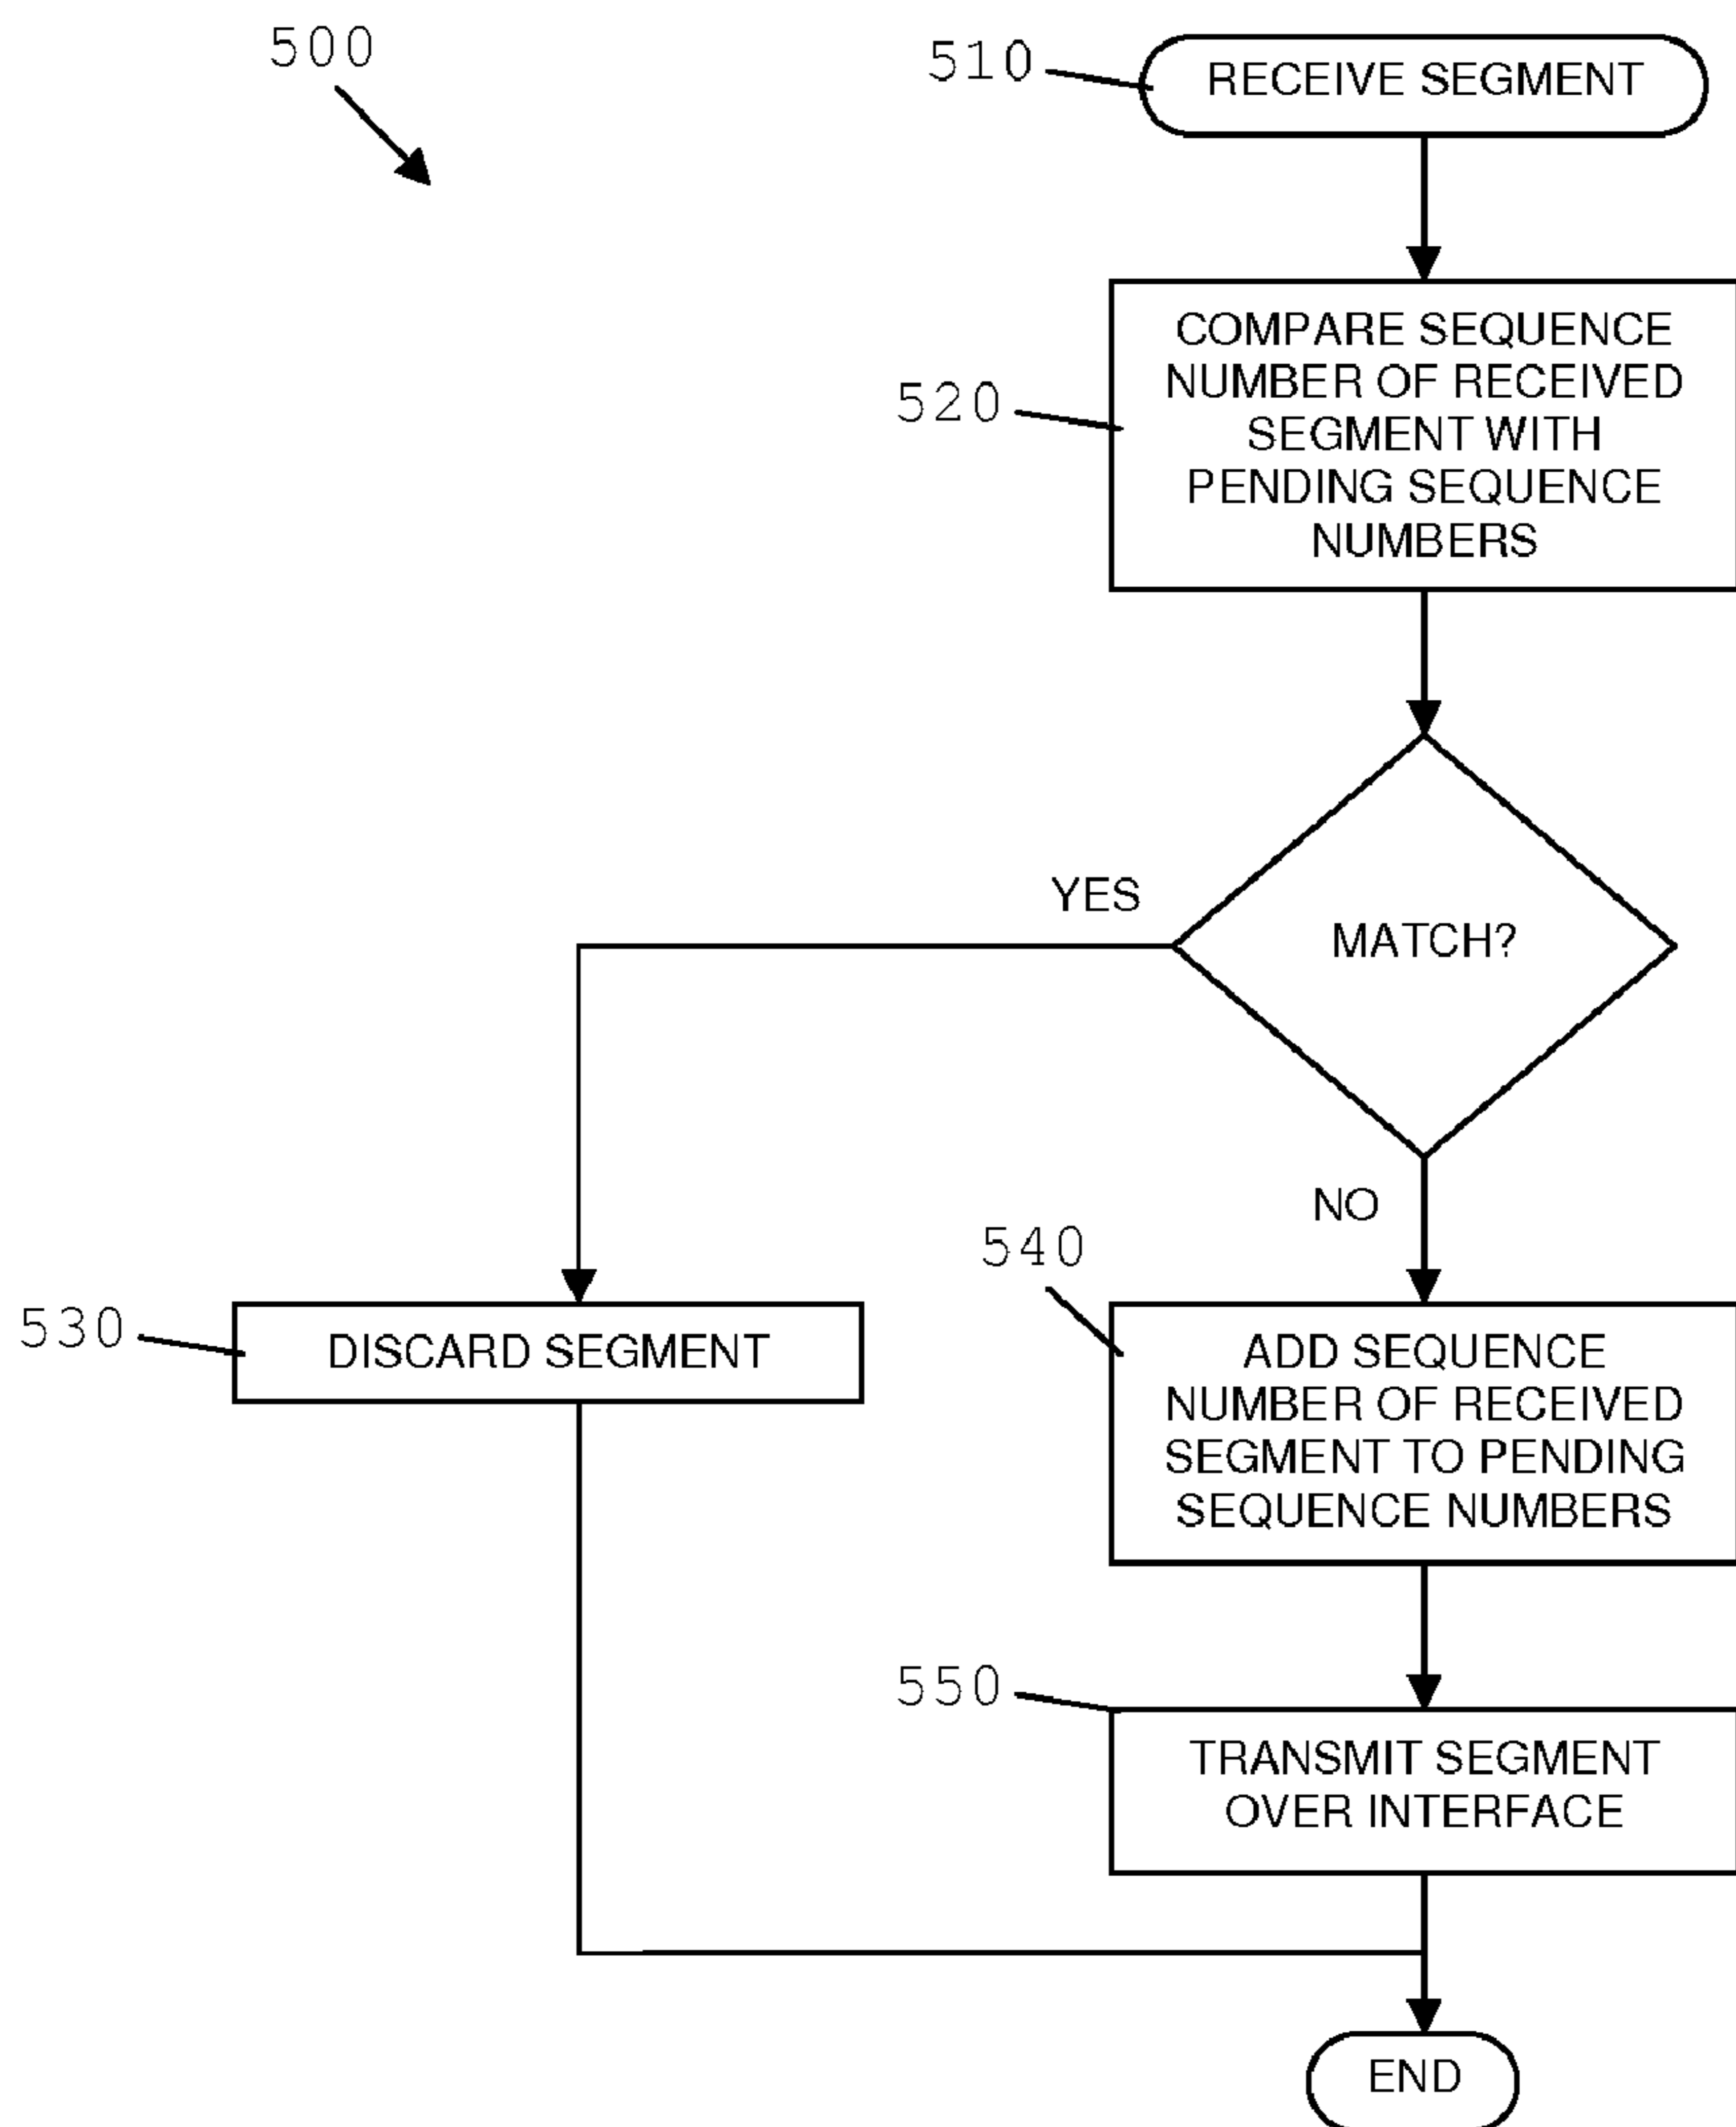 500
510
RECEIVE SEGMENT
520
COMPARE SEQUENCE
NUMBER OF RECEIVED
SEGMENT WITH
PENDING SEQUENCE
NUMBERS
YES
MATCH?
NO
530
DISCARD SEGMENT
540
ADD SEQUENCE
NUMBER OF RECEIVED
SEGMENT TO PENDING
SEQUENCE NUMBERS
550
TRANSMIT SEGMENT
OVER INTERFACE
END